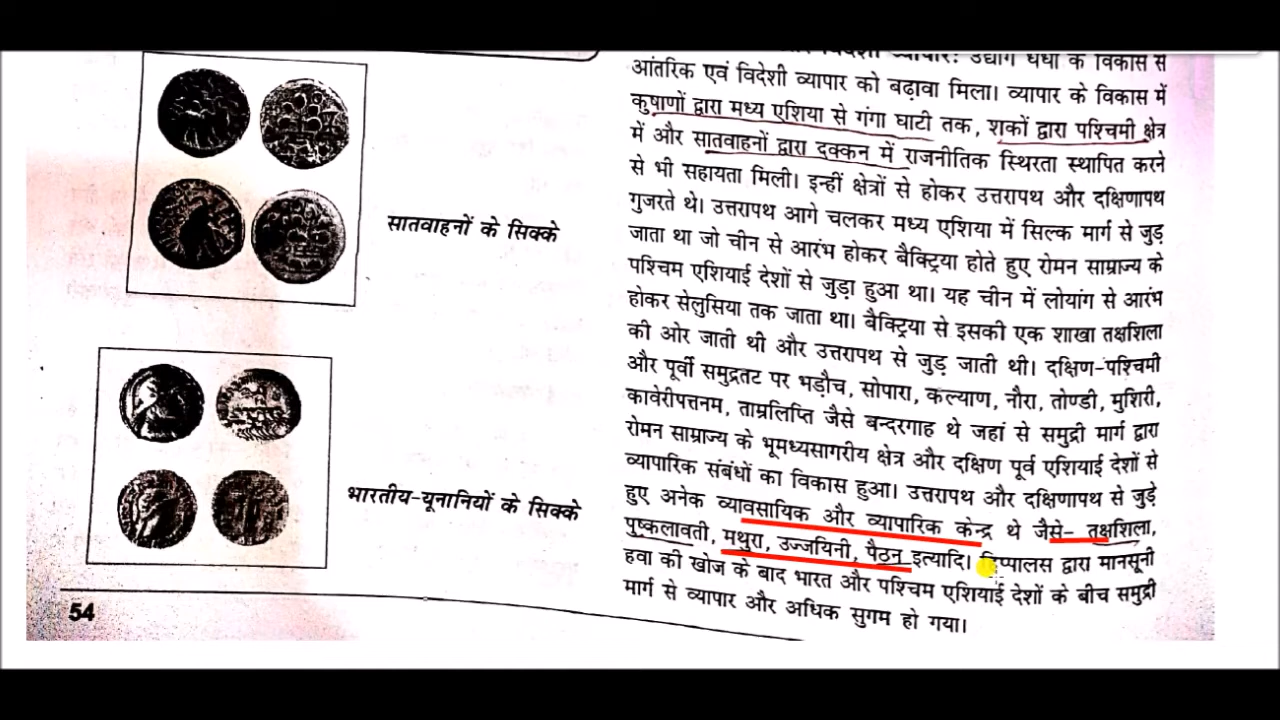 सातवाहनों के सिक्के
भारतीय-यूनानियों के सिक्के
54
व्यापार: उद्योग धंधों के विकास से
आंतरिक एवं विदेशी व्यापार को बढ़ावा मिला। व्यापार के विकास में
कुषाणों द्वारा मध्य एशिया से गंगा घाटी तक, शकों द्वारा पश्चिमी क्षेत्र
में और सातवाहनों द्वारा दक्कन में राजनीतिक स्थिरता स्थापित करने
से भी सहायता मिली। इन्हीं क्षेत्रों से होकर उत्तरापथ और दक्षिणापथ
गुजरते थे। उत्तरापथ आगे चलकर मध्य एशिया में सिल्क मार्ग से जुड़
जाता था जो चीन से आरंभ होकर बैक्ट्रिया होते हुए रोमन साम्राज्य के
पश्चिम एशियाई देशों से जुड़ा हुआ था। यह चीन में लोयांग से आरंभ
होकर सेलुसिया तक जाता था। बैक्ट्रिया से इसकी एक शाखा तक्षशिला
की ओर जाती थी और उत्तरापथ से जुड़ जाती थी। दक्षिण-पश्चिमी
और पूर्वी समुद्रतट पर भड़ौच, सोपारा, कल्याण, नौरा, तोण्डी, मुशिरी,
कावेरीपत्तनम, ताम्रलिप्ति जैसे बन्दरगाह थे जहां से समुद्री मार्ग द्वारा
रोमन साम्राज्य के भूमध्यसागरीय क्षेत्र और दक्षिण पूर्व एशियाई देशों से
व्यापारिक संबंधों का विकास हुआ। उत्तरापथ और दक्षिणापथ से जुड़े
हुए अनेक व्यावसायिक और व्यापारिक केन्द्र थे जैसे- तक्षशिला,
पुष्कलावती, मथुरा, उज्जयिनी, पैठन इत्यादि। हिप्पालस द्वारा मानसूनी
हवा की खोज के बाद भारत और पश्चिम एशियाई देशों के बीच समुद्री
मार्ग से व्यापार और अधिक सुगम हो गया।